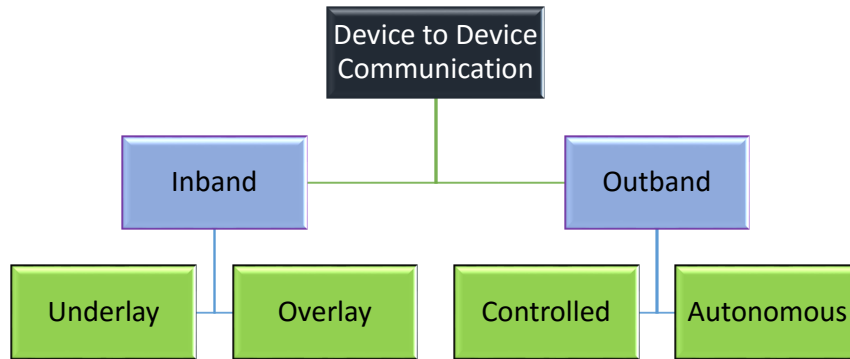 Device to Device
Communication
Inband
Outband
Underlay
Overlay
Controlled
Autonomous